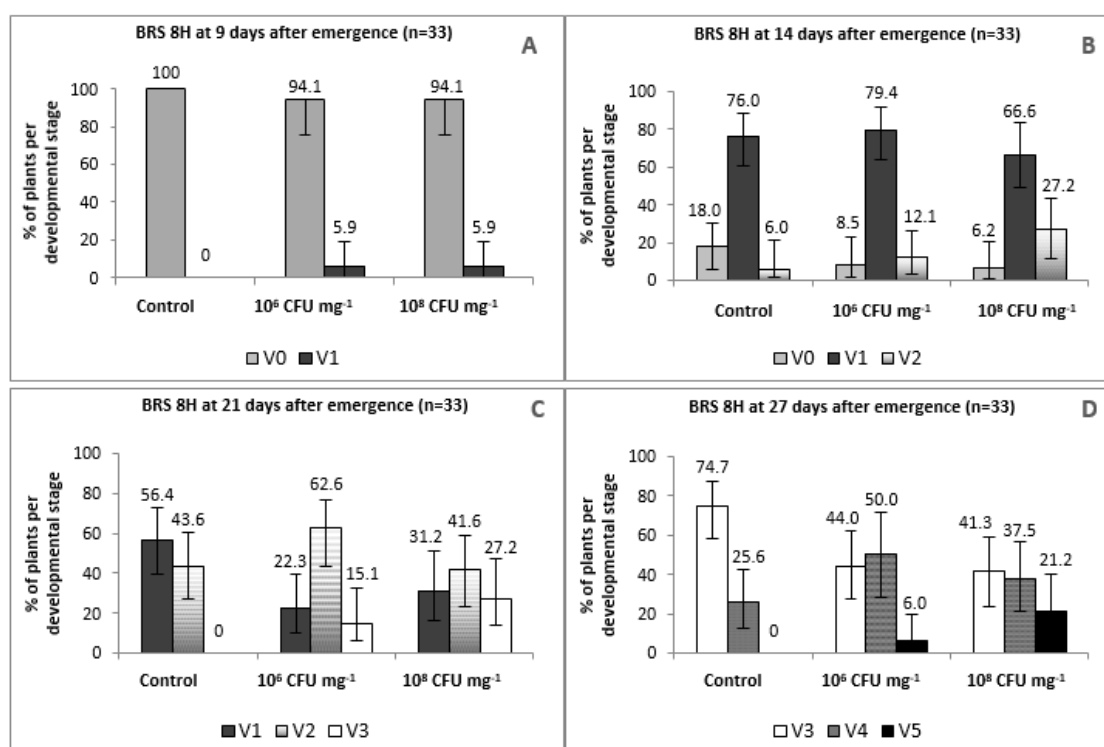 BRS 8H at 9 days after emergence (n=33)
A
% of plants per
developmental stage
100
80
60
40
20
0
100
0
94.1
5.9
94.1
5.9
Control
10⁶ CFU mg⁻¹
10⁸ CFU mg⁻¹
V0 V1
BRS 8H at 14 days after emergence (n=33)
B
% of plants per
developmental stage
100
80
60
40
20
0
18.0
76.0
6.0
8.5
79.4
12.1
6.2
66.6
27.2
Control
10⁶ CFU mg⁻¹
10⁸ CFU mg⁻¹
V0 V1 V2
BRS 8H at 21 days after emergence (n=33)
C
% of plants per
developmental stage
100
80
60
40
20
0
56.4
43.6
0
22.3
62.6
15.1
31.2
41.6
27.2
Control
10⁶ CFU mg⁻¹
10⁸ CFU mg⁻¹
V1 V2 V3
BRS 8H at 27 days after emergence (n=33)
D
% of plants per
developmental stage
100
80
60
40
20
0
74.7
25.6
0
44.0
50.0
6.0
41.3
37.5
21.2
Control
10⁶ CFU mg⁻¹
10⁸ CFU mg⁻¹
V3 V4 V5